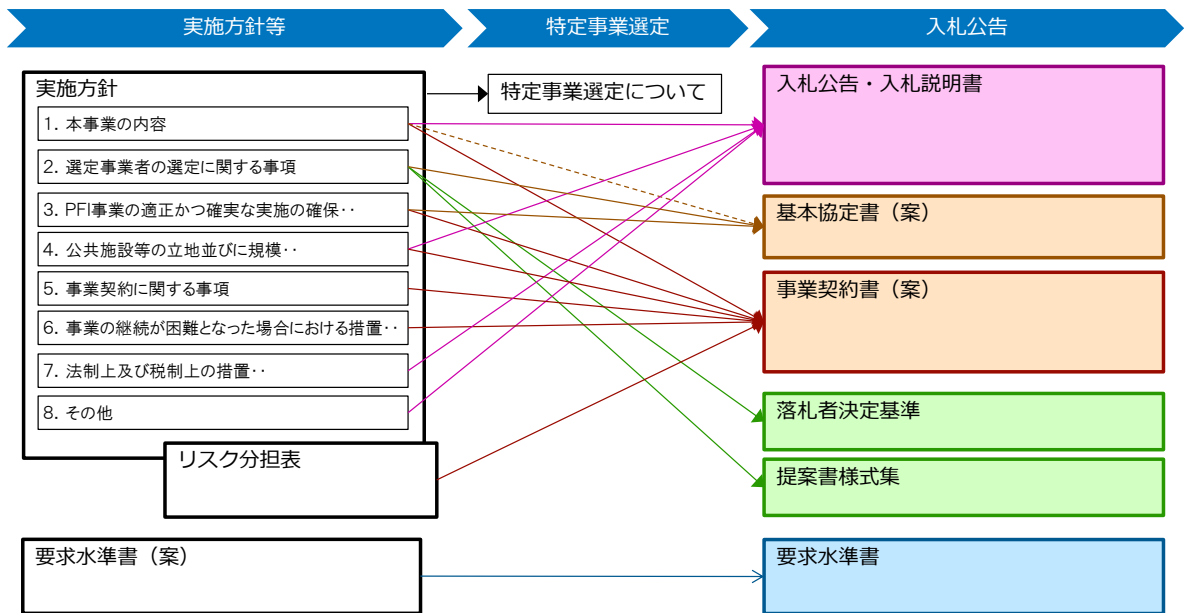 実施方針等
特定事業選定
入札公告
実施方針
1. 本事業の内容
2. 選定事業者の選定に関する事項
3. PFI事業の適正かつ確実な実施の確保‥
4. 公共施設等の立地並びに規模‥
5. 事業契約に関する事項
6. 事業の継続が困難となった場合における措置‥
7. 法制上及び税制上の措置‥
8. その他
リスク分担表
要求水準書（案）
特定事業選定について
入札公告・入札説明書
基本協定書（案）
事業契約書（案）
落札者決定基準
提案書様式集
要求水準書